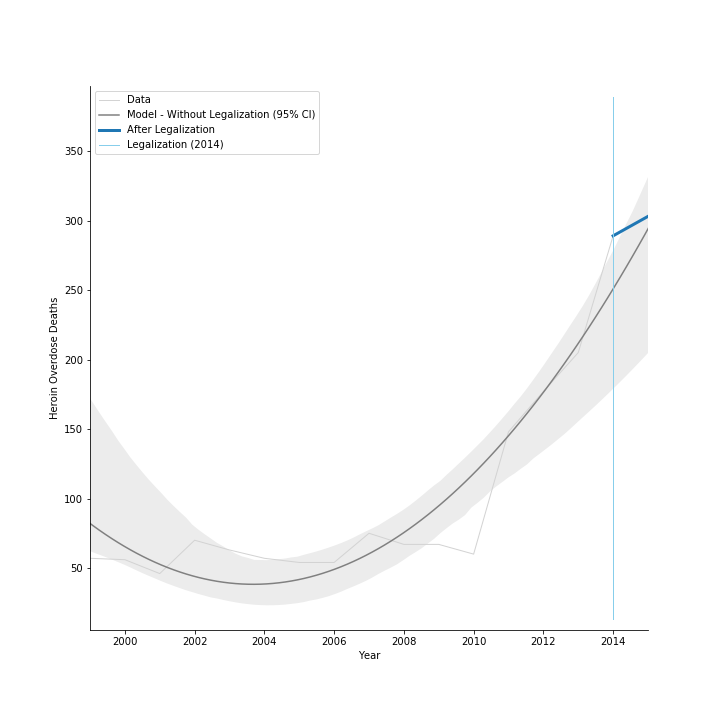 Data
Model - Without Legalization (95% CI)
After Legalization
Legalization (2014)
350
300
250
200
150
100
50
Heroin Overdose Deaths
2000 2002 2004 2006 2008 2010 2012 2014
Year